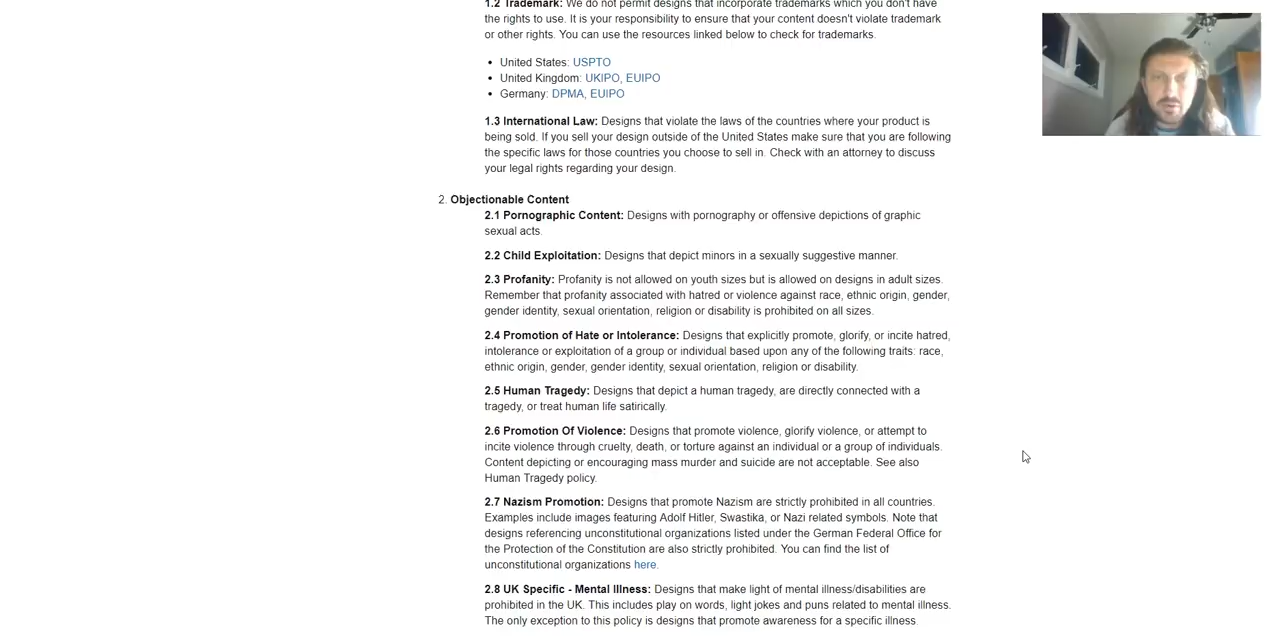 1.2 Trademark: We do not permit designs that incorporate trademarks which you don't have
the rights to use. It is your responsibility to ensure that your content doesn't violate trademark
or other rights. You can use the resources linked below to check for trademarks.
• United States: USPTO
• United Kingdom: UKIPO, EUIPO
• Germany: DPMA, EUIPO
1.3 International Law: Designs that violate the laws of the countries where your product is
being sold. If you sell your design outside of the United States make sure that you are following
the specific laws for those countries you choose to sell in. Check with an attorney to discuss
your legal rights regarding your design.
2. Objectionable Content
2.1 Pornographic Content: Designs with pornography or offensive depictions of graphic
sexual acts.
2.2 Child Exploitation: Designs that depict minors in a sexually suggestive manner.
2.3 Profanity: Profanity is not allowed on youth sizes but is allowed on designs in adult sizes.
Remember that profanity associated with hatred or violence against race, ethnic origin, gender,
gender identity, sexual orientation, religion or disability is prohibited on all sizes.
2.4 Promotion of Hate or Intolerance: Designs that explicitly promote, glorify, or incite hatred,
intolerance or exploitation of a group or individual based upon any of the following traits: race,
ethnic origin, gender, gender identity, sexual orientation, religion or disability.
2.5 Human Tragedy: Designs that depict a human tragedy, are directly connected with a
tragedy, or treat human life satirically.
2.6 Promotion Of Violence: Designs that promote violence, glorify violence, or attempt to
incite violence through cruelty, death, or torture against an individual or a group of individuals.
Content depicting or encouraging mass murder and suicide are not acceptable. See also
Human Tragedy policy.
2.7 Nazism Promotion: Designs that promote Nazism are strictly prohibited in all countries.
Examples include images featuring Adolf Hitler, Swastika, or Nazi related symbols. Note that
designs referencing unconstitutional organizations listed under the German Federal Office for
the Protection of the Constitution are also strictly prohibited. You can find the list of
unconstitutional organizations here.
2.8 UK Specific - Mental Illness: Designs that make light of mental illness/disabilities are
prohibited in the UK. This includes play on words, light jokes and puns related to mental illness.
The only exception to this policy is designs that promote awareness for a specific illness.